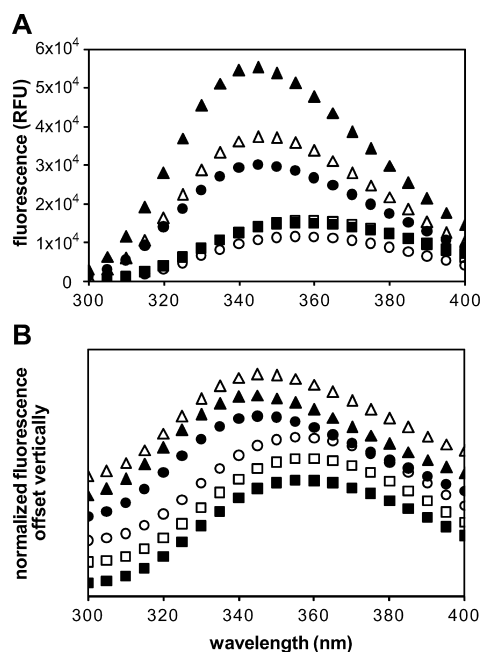 A
6x10⁴
5x10⁴
4x10⁴
3x10⁴
2x10⁴
1x10⁴
0
fluorescence (RFU)
300 320 340 360 380 400
B
normalized fluorescence
offset vertically
300 320 340 360 380 400
wavelength (nm)